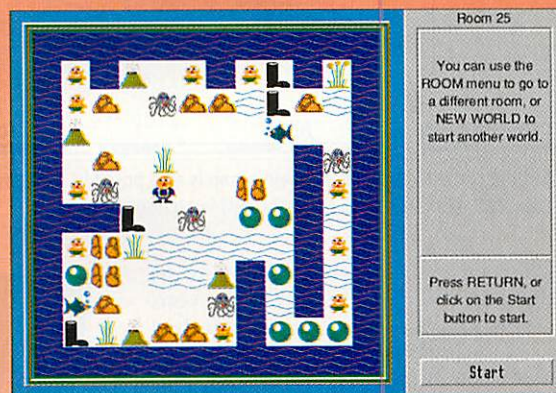 Room 25
You can use the
ROOM menu to go to
a different room, or
NEW WORLD to
start another world.
Press RETURN, or
click on the Start
button to start.
Start